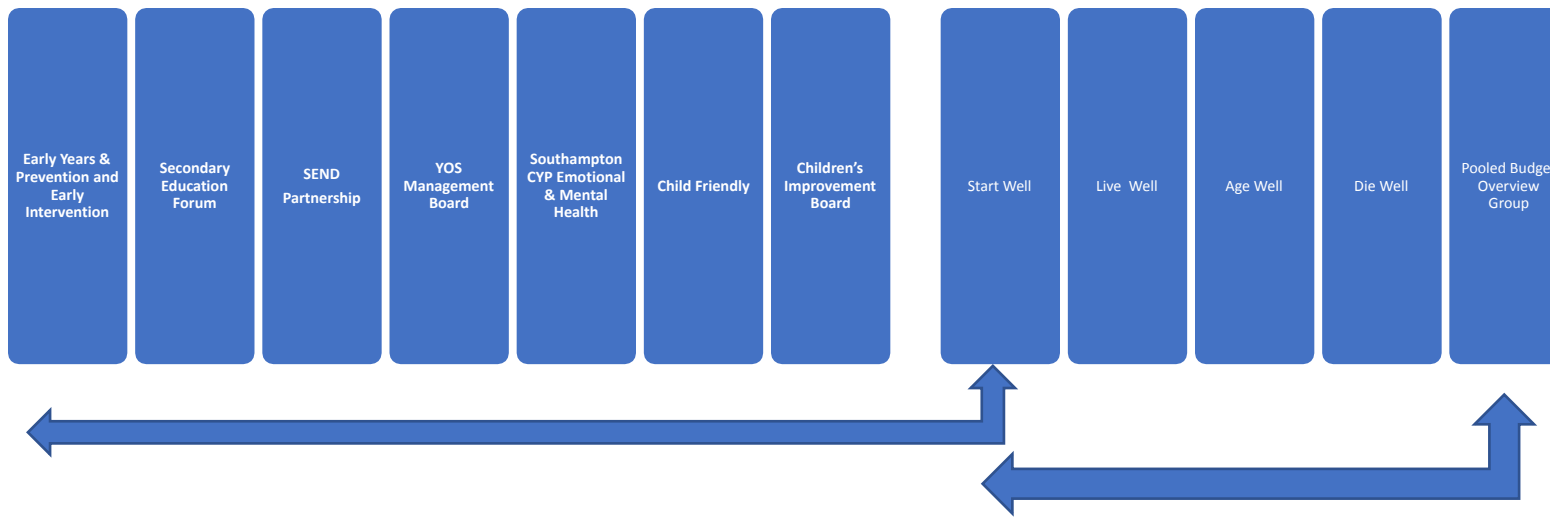 Early Years &
Prevention and
Early
Intervention
Secondary
Education
Forum
SEND
Partnership
YOS
Management
Board
Southampton
CYP Emotional
& Mental
Health
Child Friendly
Children's
Improvement
Board
Start Well
Live  Well
Age Well
Die Well
Pooled Budge
Overview
Group